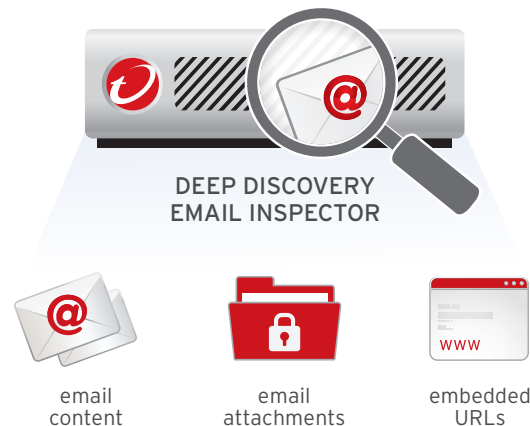 @
DEEP DISCOVERY
EMAIL INSPECTOR
@
www
email
content
email
attachments
embedded
URLs